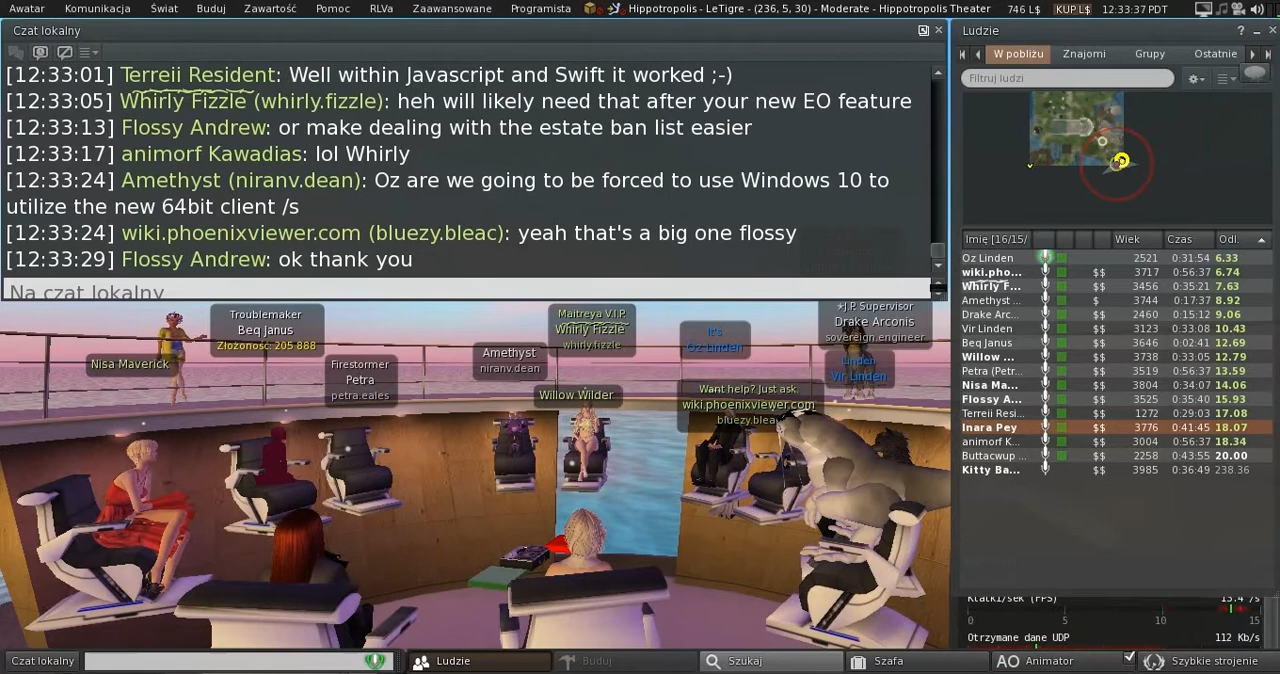 Awatar Komunikacja Świat Buduj Zawartość Pomoc RLVa Zaawansowane Programista Hippotropolis - LeTigre - (236, 5, 30) - Moderate - Hippotropolis Theater 746 L$ KUP L$ 12:33:37 PDT
Czat lokalny
[12:33:01] Terreii Resident: Well within Javascript and Swift it worked ;-)
[12:33:05] Whirly Fizzle (whirly.fizzle): heh will likely need that after your new EO feature
[12:33:13] Flossy Andrew: or make dealing with the estate ban list easier
[12:33:17] animorf Kawadias: lol Whirly
[12:33:24] Amethyst (niranv.dean): Oz are we going to be forced to use Windows 10 to
utilize the new 64bit client /s
[12:33:24] wiki.phoenixviewer.com (bluezy.bleac): yeah that's a big one flossy
[12:33:29] Flossy Andrew: ok thank you
Na czat lokalny
Troublemaker
Beq Janus
Złożoność: 205 888
Nisa Maverick
Firestormer
Petra
petra.eales
Amethyst
niranv.dean
Maitreya V.I.P.
Whirly Fizzle
whirly.fizzle
Willow Wilder
It's
Oz Linden
Want help? Just ask.
wiki.phoenixviewer.com
bluezy.bleac
J.P. Supervisor
Drake Arconis
sovereign.engineer
Linden
Vir Linden
Ludzie
W pobliżu Znajomi Grupy Ostatnie
Filtruj ludzi
Imię [16/15/ Wiek Czas Odl.
Oz Linden 2521 0:31:54 6.33
wiki.pho... $$ 3717 0:56:37 6.74
Whirly F... $$ 3456 0:35:21 7.63
Amethyst ... $ 3744 0:17:37 8.92
Drake Arc... $$ 2460 0:15:12 9.06
Vir Linden 3123 0:33:08 10.43
Beq Janus $$ 3646 0:02:41 12.69
Willow ... $$ 3738 0:33:05 12.79
Petra (Petr... $$ 3519 0:56:37 13.59
Nisa Ma... $$ 3804 0:34:07 14.06
Flossy A... $$ 3525 0:35:40 15.93
Terreii Resi... $$ 1272 0:29:03 17.08
Inara Pey $$ 3776 0:41:45 18.07
animorf K... $$ 3004 0:56:37 18.34
Buttacwup ... $$ 2258 0:43:55 20.00
Kitty Ba... $$ 3985 0:36:49 238.36
Klatki/sek (FPS) 15.4 /s
0 5 10 15
Otrzymane dane UDP 112 Kb/s
Czat lokalny Ludzie Buduj Szukaj Szafa AO Animator Szybkie strojenie